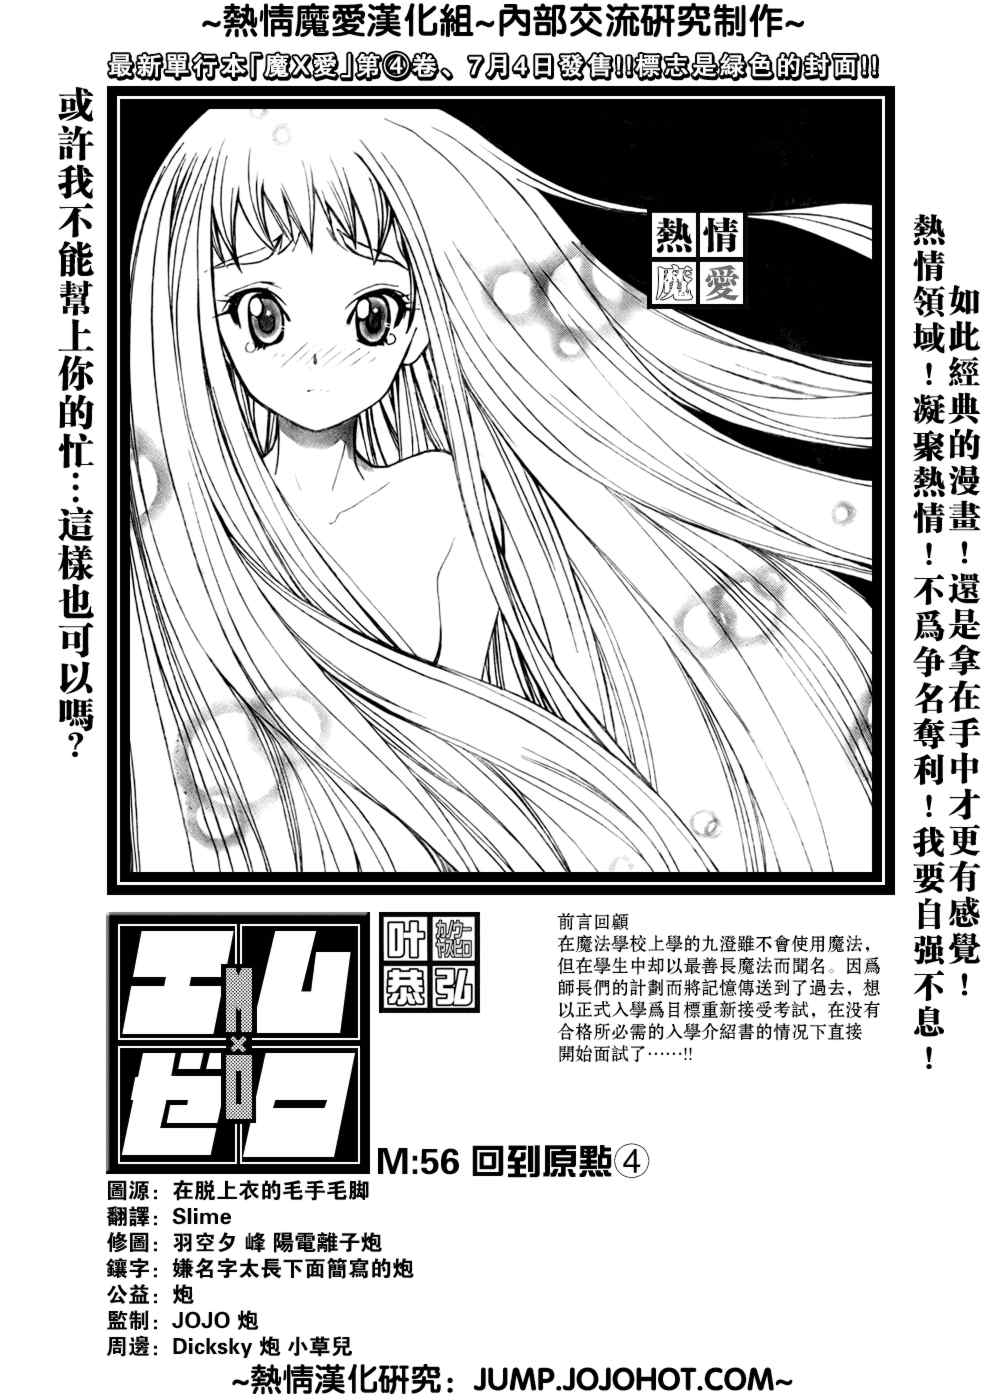 ~熱情魔愛漢化組~內部交流研究制作~
最新單行本「魔X愛」第④卷、7月4日發售!!標志是綠色的封面!!
如此經典的漫畫！還是拿在手中才更有感覺！
熱情領域！凝聚熱情！不爲争名奪利！我要自强不息！
或許我不能幫上你的忙…這樣也可以嗎？
熱情
魔愛
エム
M×0
ゼロ
叶 カノウ
恭弘 ヤスヒロ
前言回顧
在魔法學校上學的九澄雖不會使用魔法，
但在學生中却以最善長魔法而聞名。因爲
師長們的計劃而將記憶傳送到了過去，想
以正式入學爲目標重新接受考試，在没有
合格所必需的入學介紹書的情况下直接
開始面試了……!!
M:56 回到原點④
圖源：在脱上衣的毛手毛脚
翻譯：Slime
修圖：羽空夕 峰 陽電離子炮
鑲字：嫌名字太長下面簡寫的炮
公益：炮
監制：JOJO 炮
周邊：Dicksky 炮 小草兒
~熱情漢化研究：JUMP.JOJOHOT.COM~